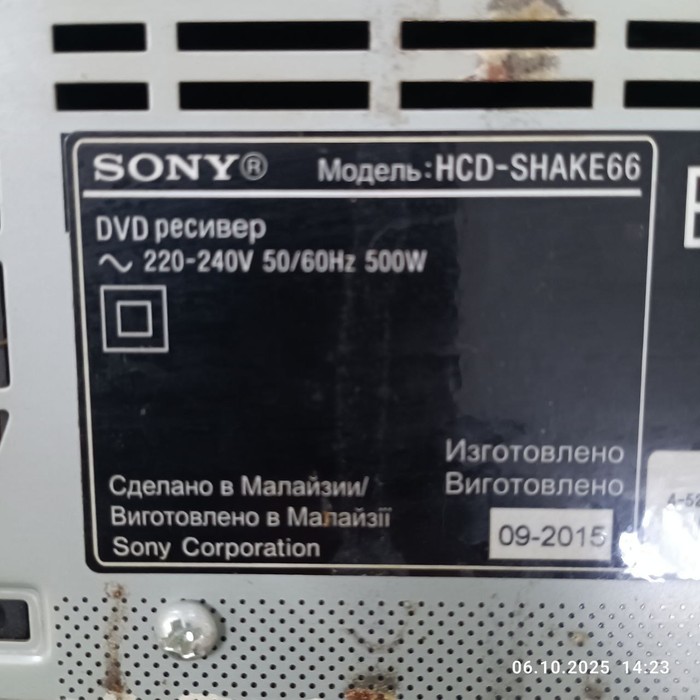 SONY® Модель:HCD-SHAKE66
DVD ресивер
~ 220-240V 50/60Hz 500W
Изготовлено
Сделано в Малайзии/ Виготовлено
Виготовлено в Малайзії
Sony Corporation 09-2015
A-52
06.10.2025 14:23